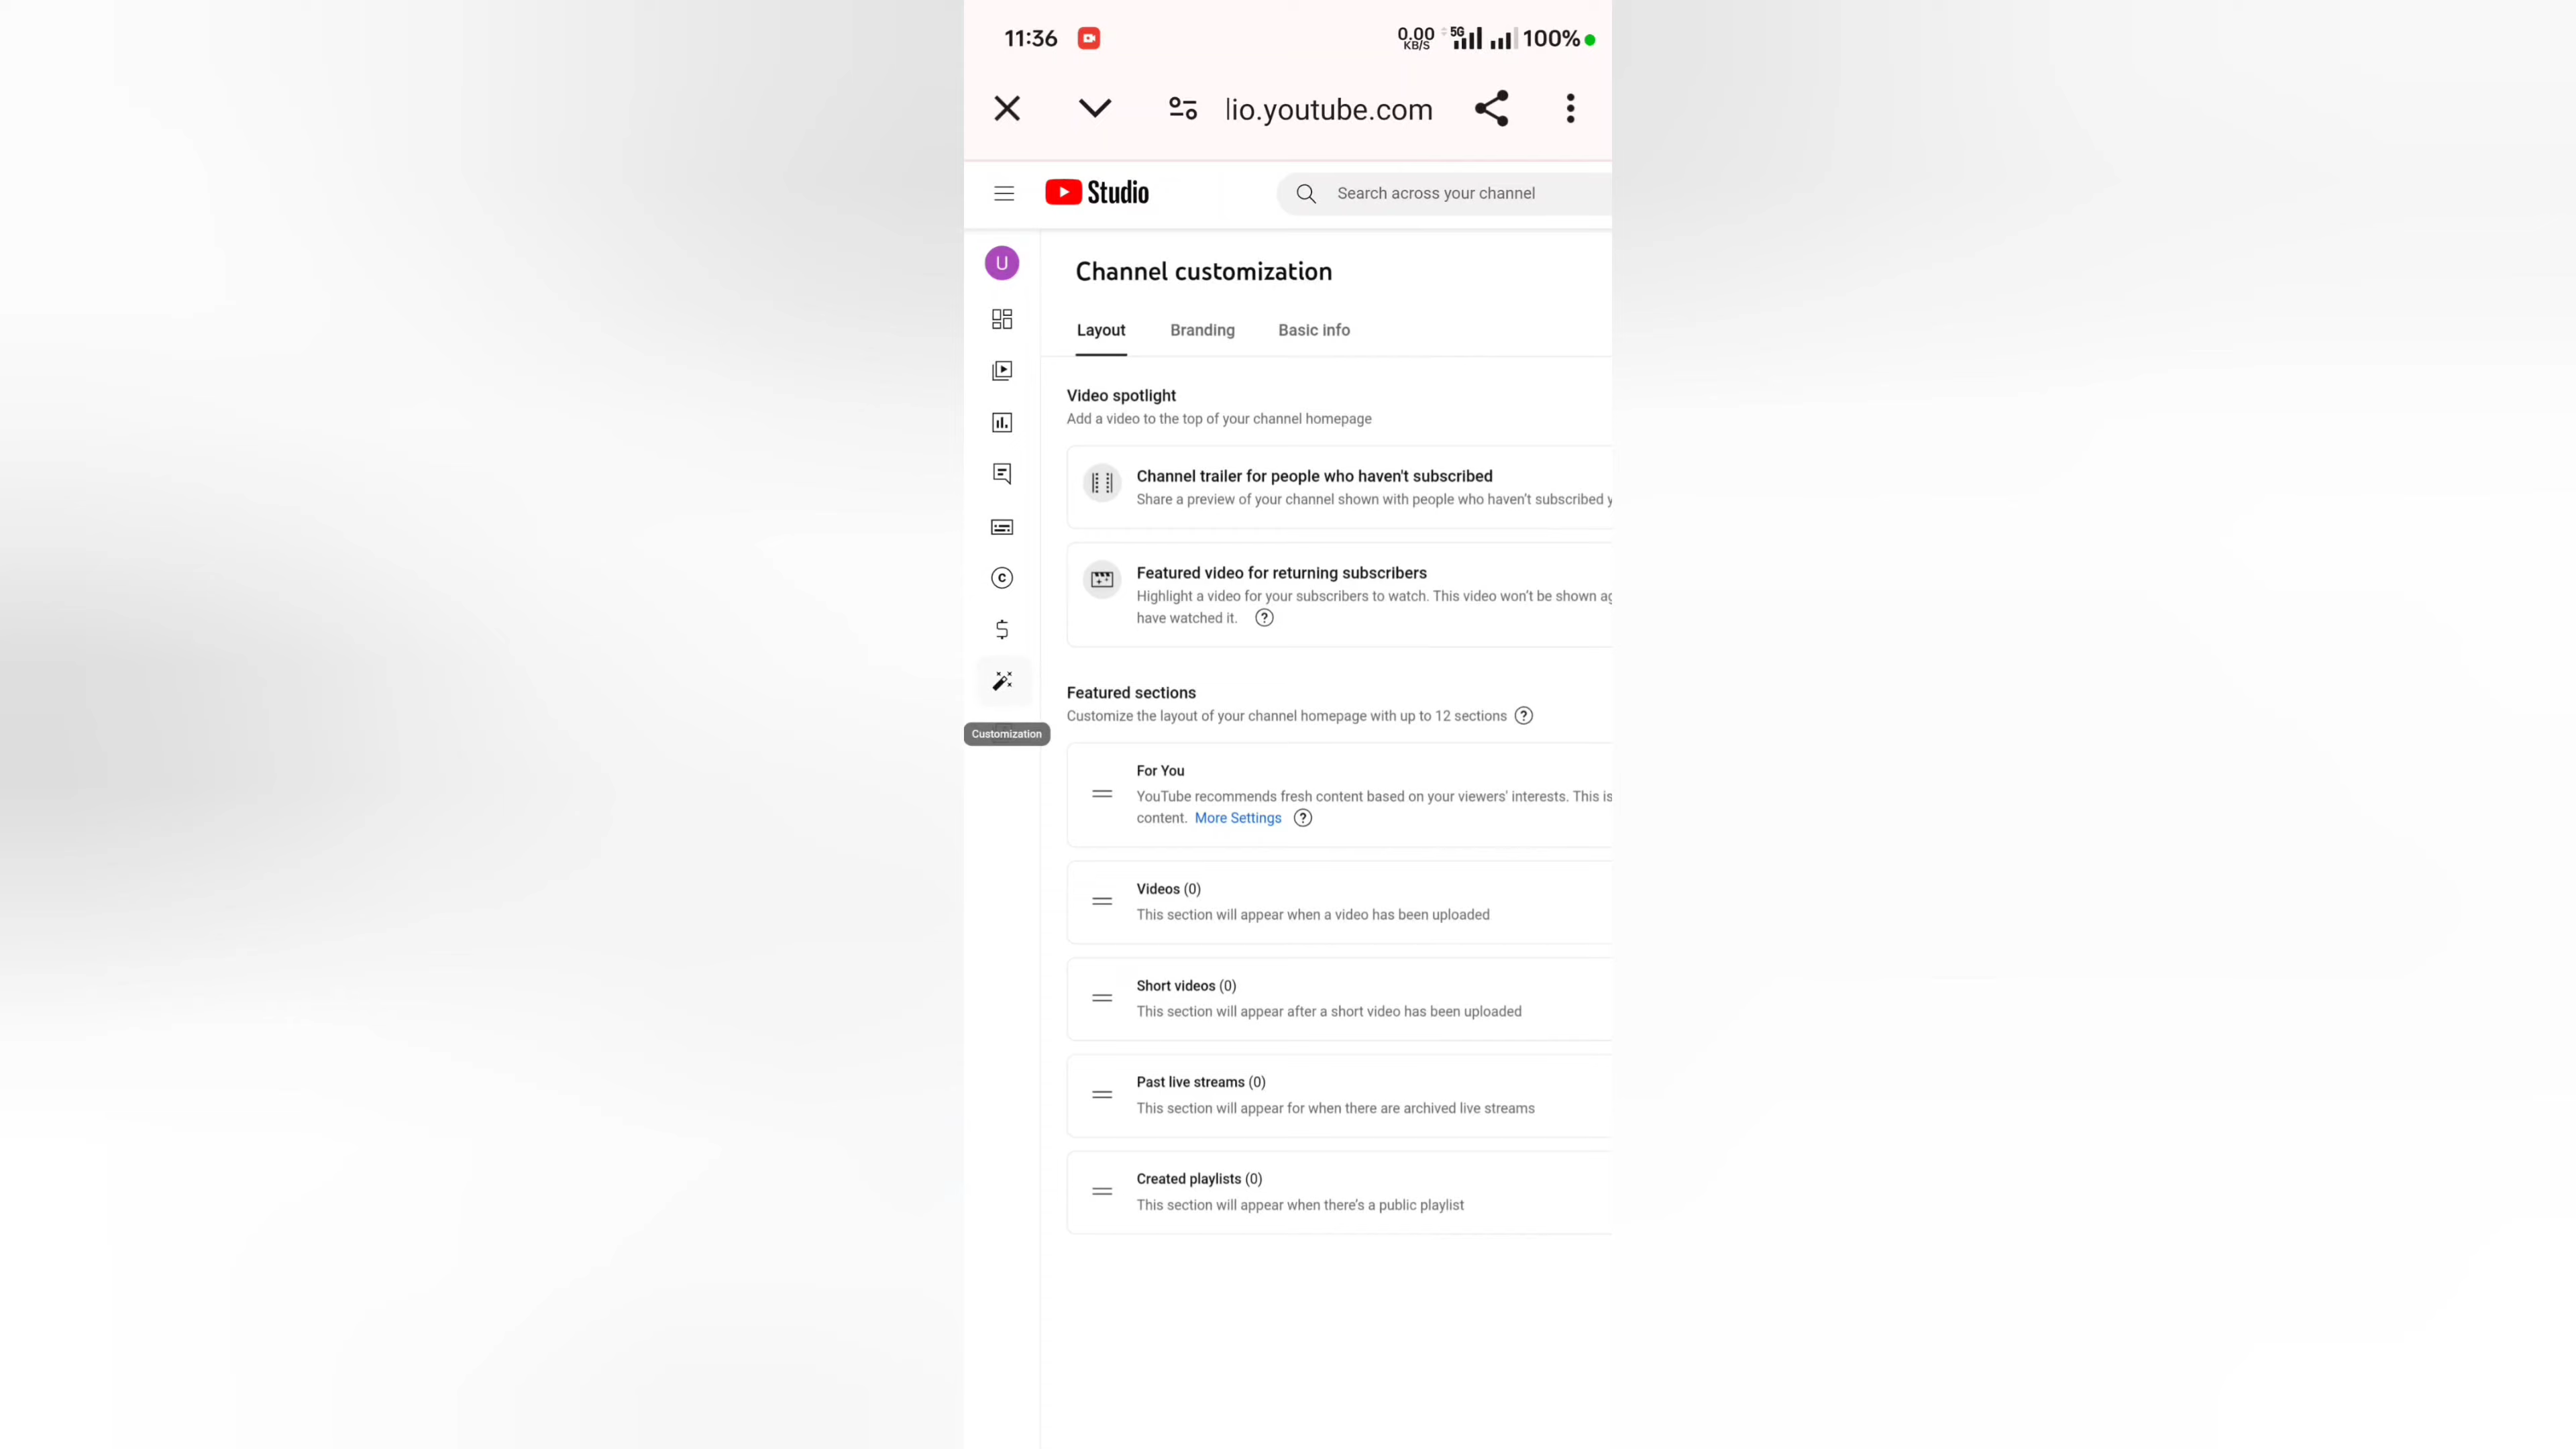 11:36
0.00 KB/S 5G 100%
lio.youtube.com
Studio
Search across your channel
U
Channel customization
Layout Branding Basic info
Video spotlight
Add a video to the top of your channel homepage
Channel trailer for people who haven't subscribed
Share a preview of your channel shown with people who haven't subscribed
Featured video for returning subscribers
Highlight a video for your subscribers to watch. This video won't be shown
have watched it.
Featured sections
Customize the layout of your channel homepage with up to 12 sections
Customization
For You
YouTube recommends fresh content based on your viewers' interests. This is
content. More Settings
Videos (0)
This section will appear when a video has been uploaded
Short videos (0)
This section will appear after a short video has been uploaded
Past live streams (0)
This section will appear for when there are archived live streams
Created playlists (0)
This section will appear when there's a public playlist